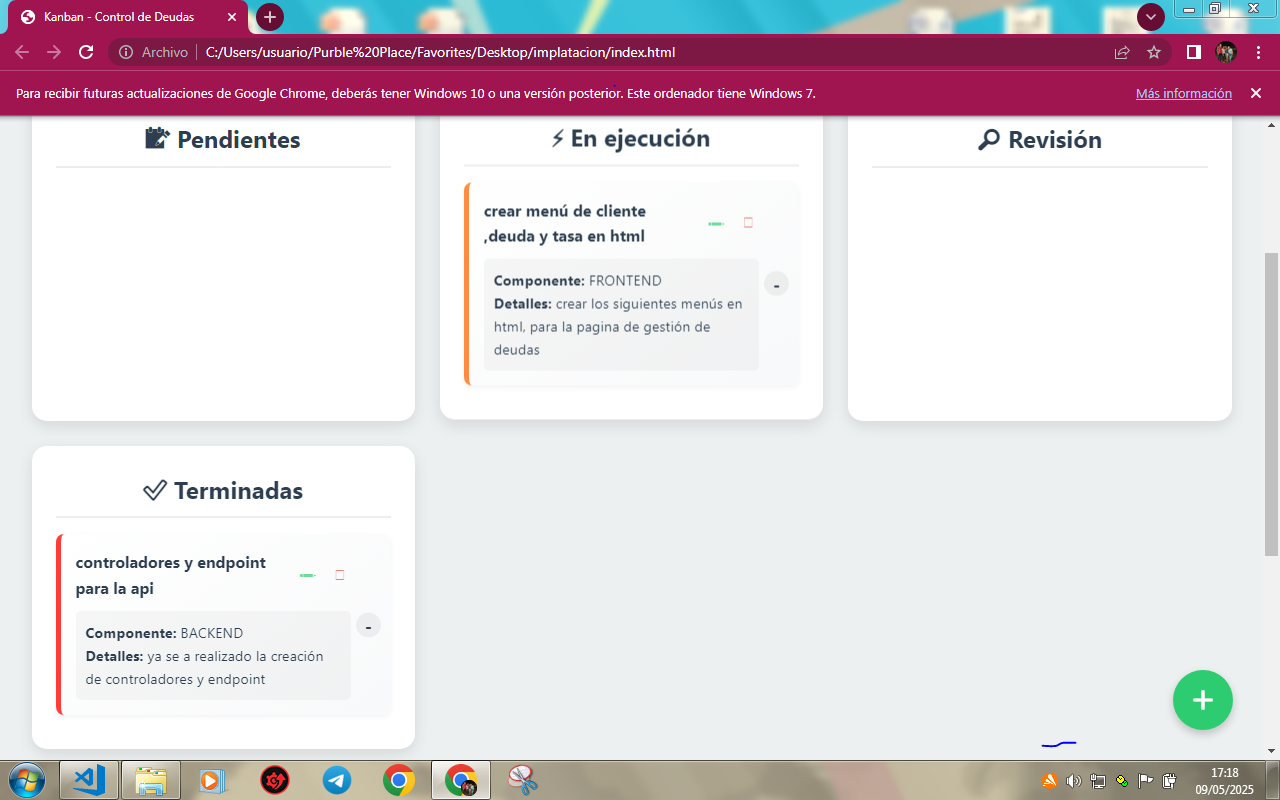 Kanban - Control de Deudas
Archivo
C:/Users/usuario/Purble%20Place/Favorites/Desktop/implatacion/index.html
Para recibir futuras actualizaciones de Google Chrome, deberás tener Windows 10 o una versión posterior. Este ordenador tiene Windows 7.
Más información
Pendientes
En ejecución
Revisión
crear menú de cliente
,deuda y tasa en html
Componente: FRONTEND
-
Detalles: crear los siguientes menús en
html, para la pagina de gestión de
deudas
Terminadas
controladores y endpoint
para la api
Componente: BACKEND
-
Detalles: ya se a realizado la creación
de controladores y endpoint
+
17:18
09/05/2025